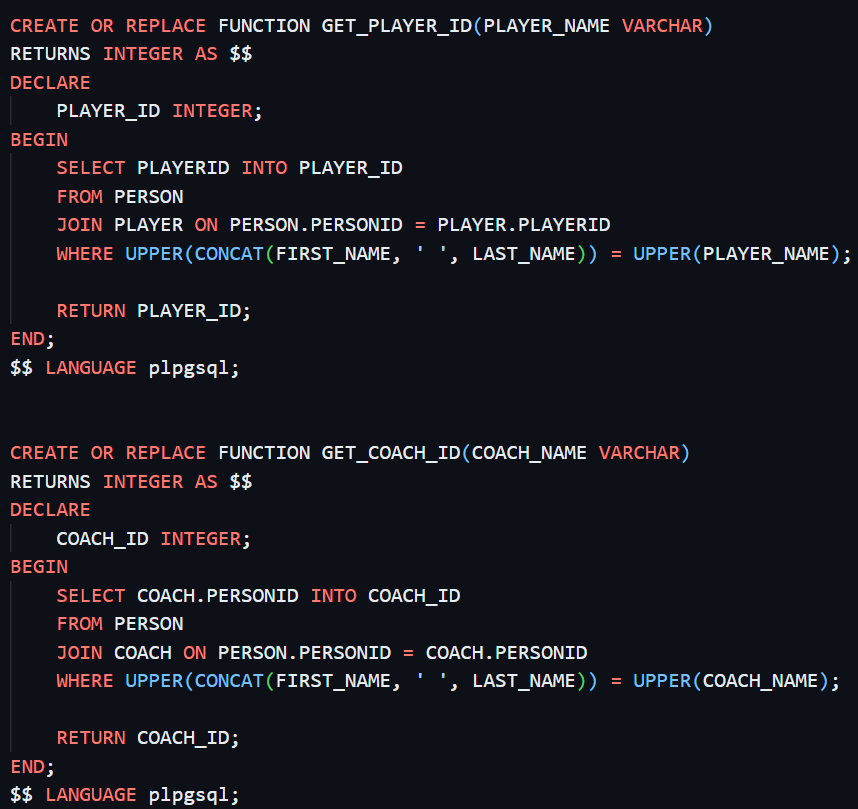 CREATE OR REPLACE FUNCTION GET_PLAYER_ID(PLAYER_NAME VARCHAR)
RETURNS INTEGER AS $$
DECLARE
    PLAYER_ID INTEGER;
BEGIN
    SELECT PLAYERID INTO PLAYER_ID
    FROM PERSON
    JOIN PLAYER ON PERSON.PERSONID = PLAYER.PLAYERID
    WHERE UPPER(CONCAT(FIRST_NAME, ' ', LAST_NAME)) = UPPER(PLAYER_NAME);

    RETURN PLAYER_ID;
END;
$$ LANGUAGE plpgsql;

CREATE OR REPLACE FUNCTION GET_COACH_ID(COACH_NAME VARCHAR)
RETURNS INTEGER AS $$
DECLARE
    COACH_ID INTEGER;
BEGIN
    SELECT COACH.PERSONID INTO COACH_ID
    FROM PERSON
    JOIN COACH ON PERSON.PERSONID = COACH.PERSONID
    WHERE UPPER(CONCAT(FIRST_NAME, ' ', LAST_NAME)) = UPPER(COACH_NAME);

    RETURN COACH_ID;
END;
$$ LANGUAGE plpgsql;